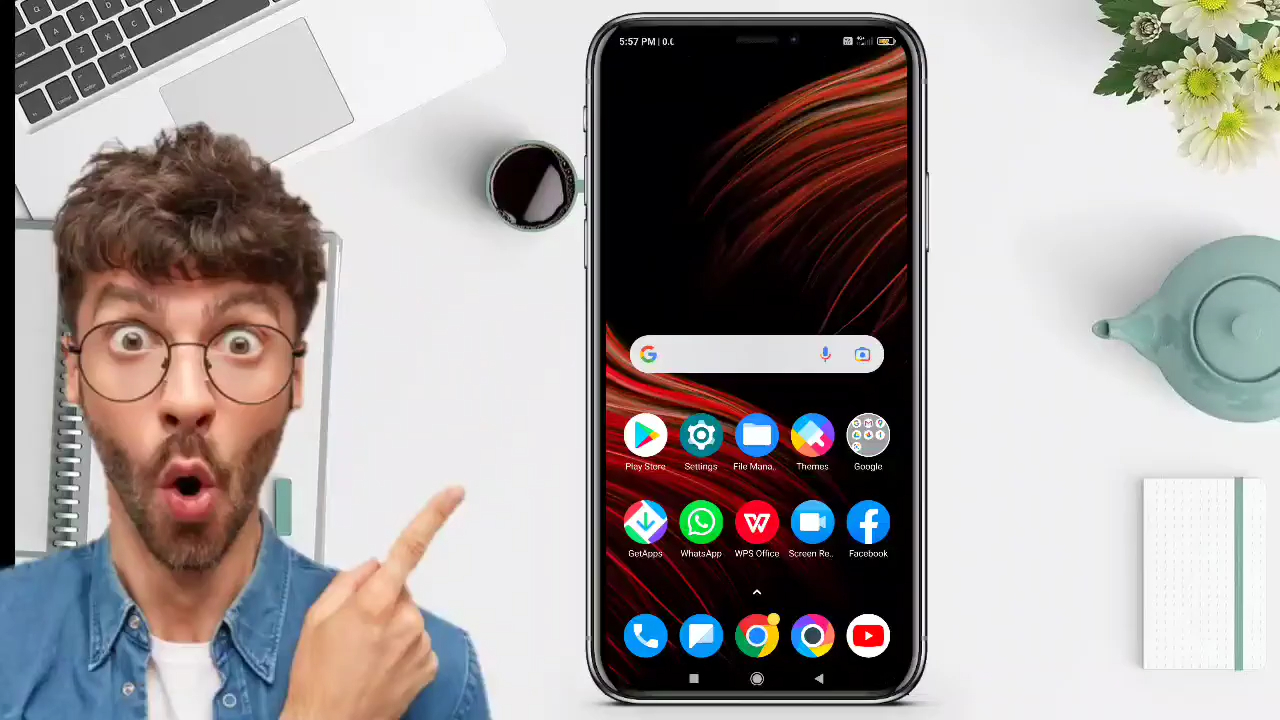 5:57 PM | 0.0
Play Store
Settings
File Mana..
Themes
Google
GetApps
WhatsApp
WPS Office
Screen Re..
Facebook